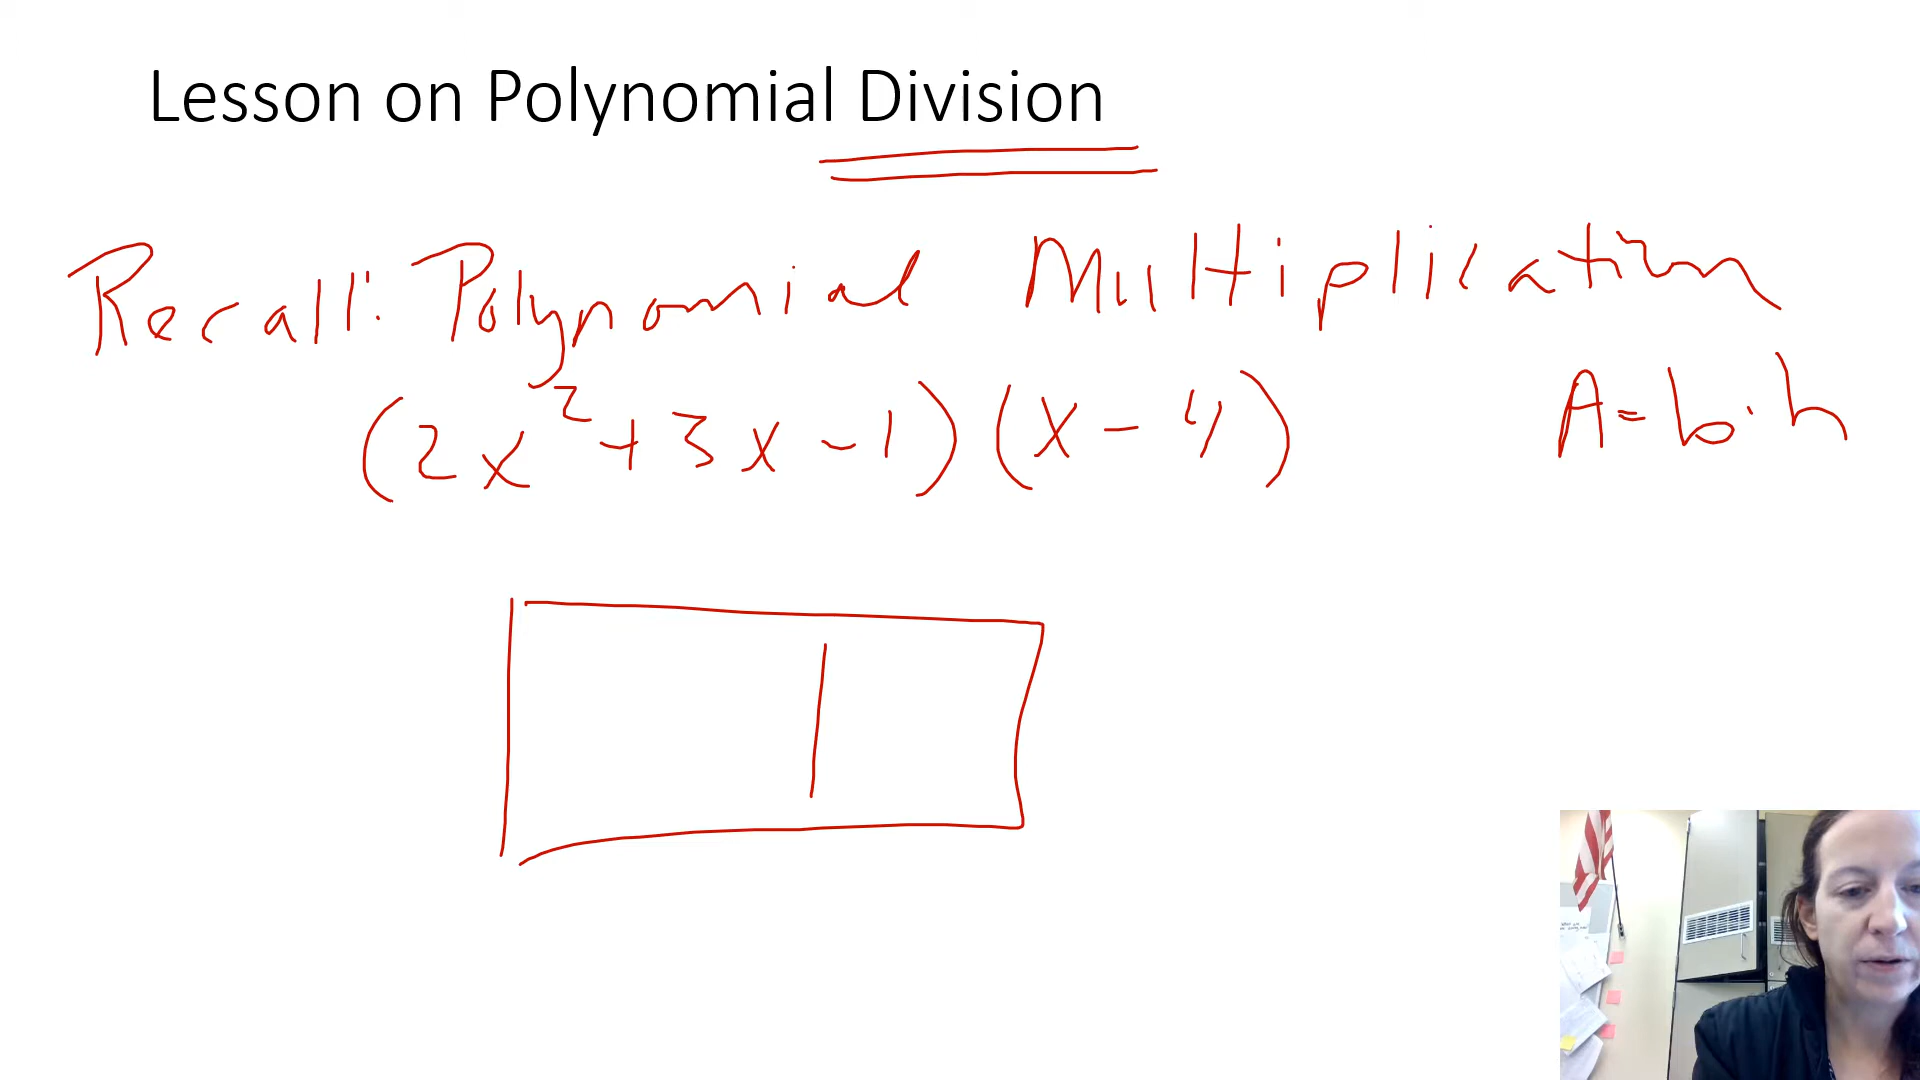 Lesson on Polynomial Division
Recall: Polynomial Multiplication
(2x²+3x-1)(x-4)
A=b·h